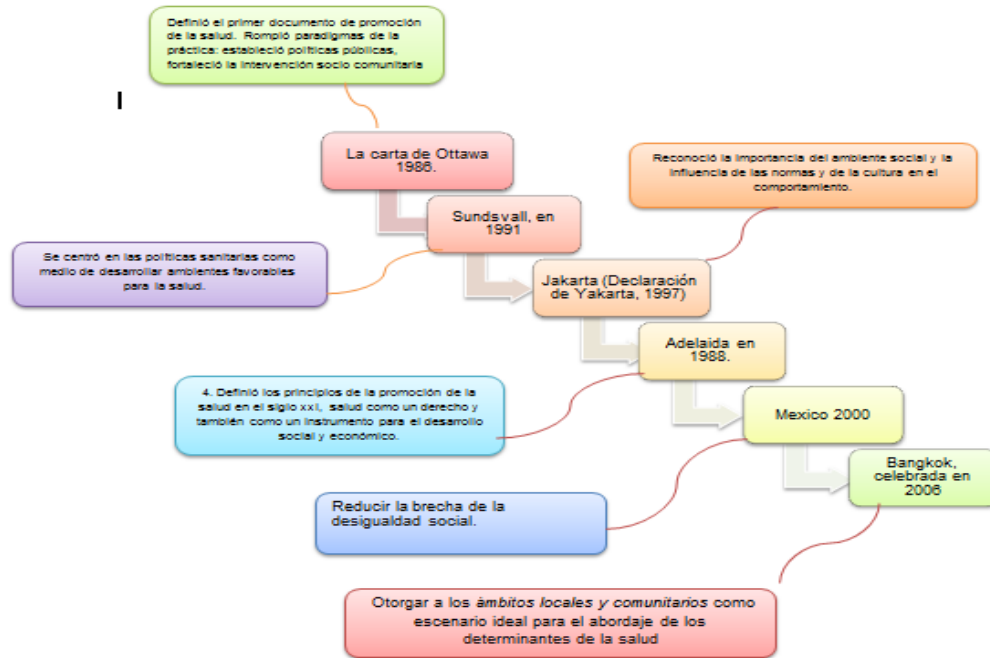 Definió el primer documento de promoción
de la salud. Rompió paradigmas de la
práctica: estableció políticas públicas,
fortaleció la intervención socio comunitaria
I
La carta de Ottawa
1986.
Reconoció la importancia del ambiente social y la
influencia de las normas y de la cultura en el
comportamiento.
Sundsvall, en
1991
Se centró en las políticas sanitarias como
medio de desarrollar ambientes favorables
para la salud.
Jakarta (Declaración
de Yakarta, 1997)
Adelaida en
1988.
4. Definió los principios de la promoción de la
salud en el siglo xxi, salud como un derecho y
también como un instrumento para el desarrollo
social y económico.
Mexico 2000
Bangkok,
celebrada en
2006
Reducir la brecha de la
desigualdad social.
Otorgar a los ámbitos locales y comunitarios como
escenario ideal para el abordaje de los
determinantes de la salud